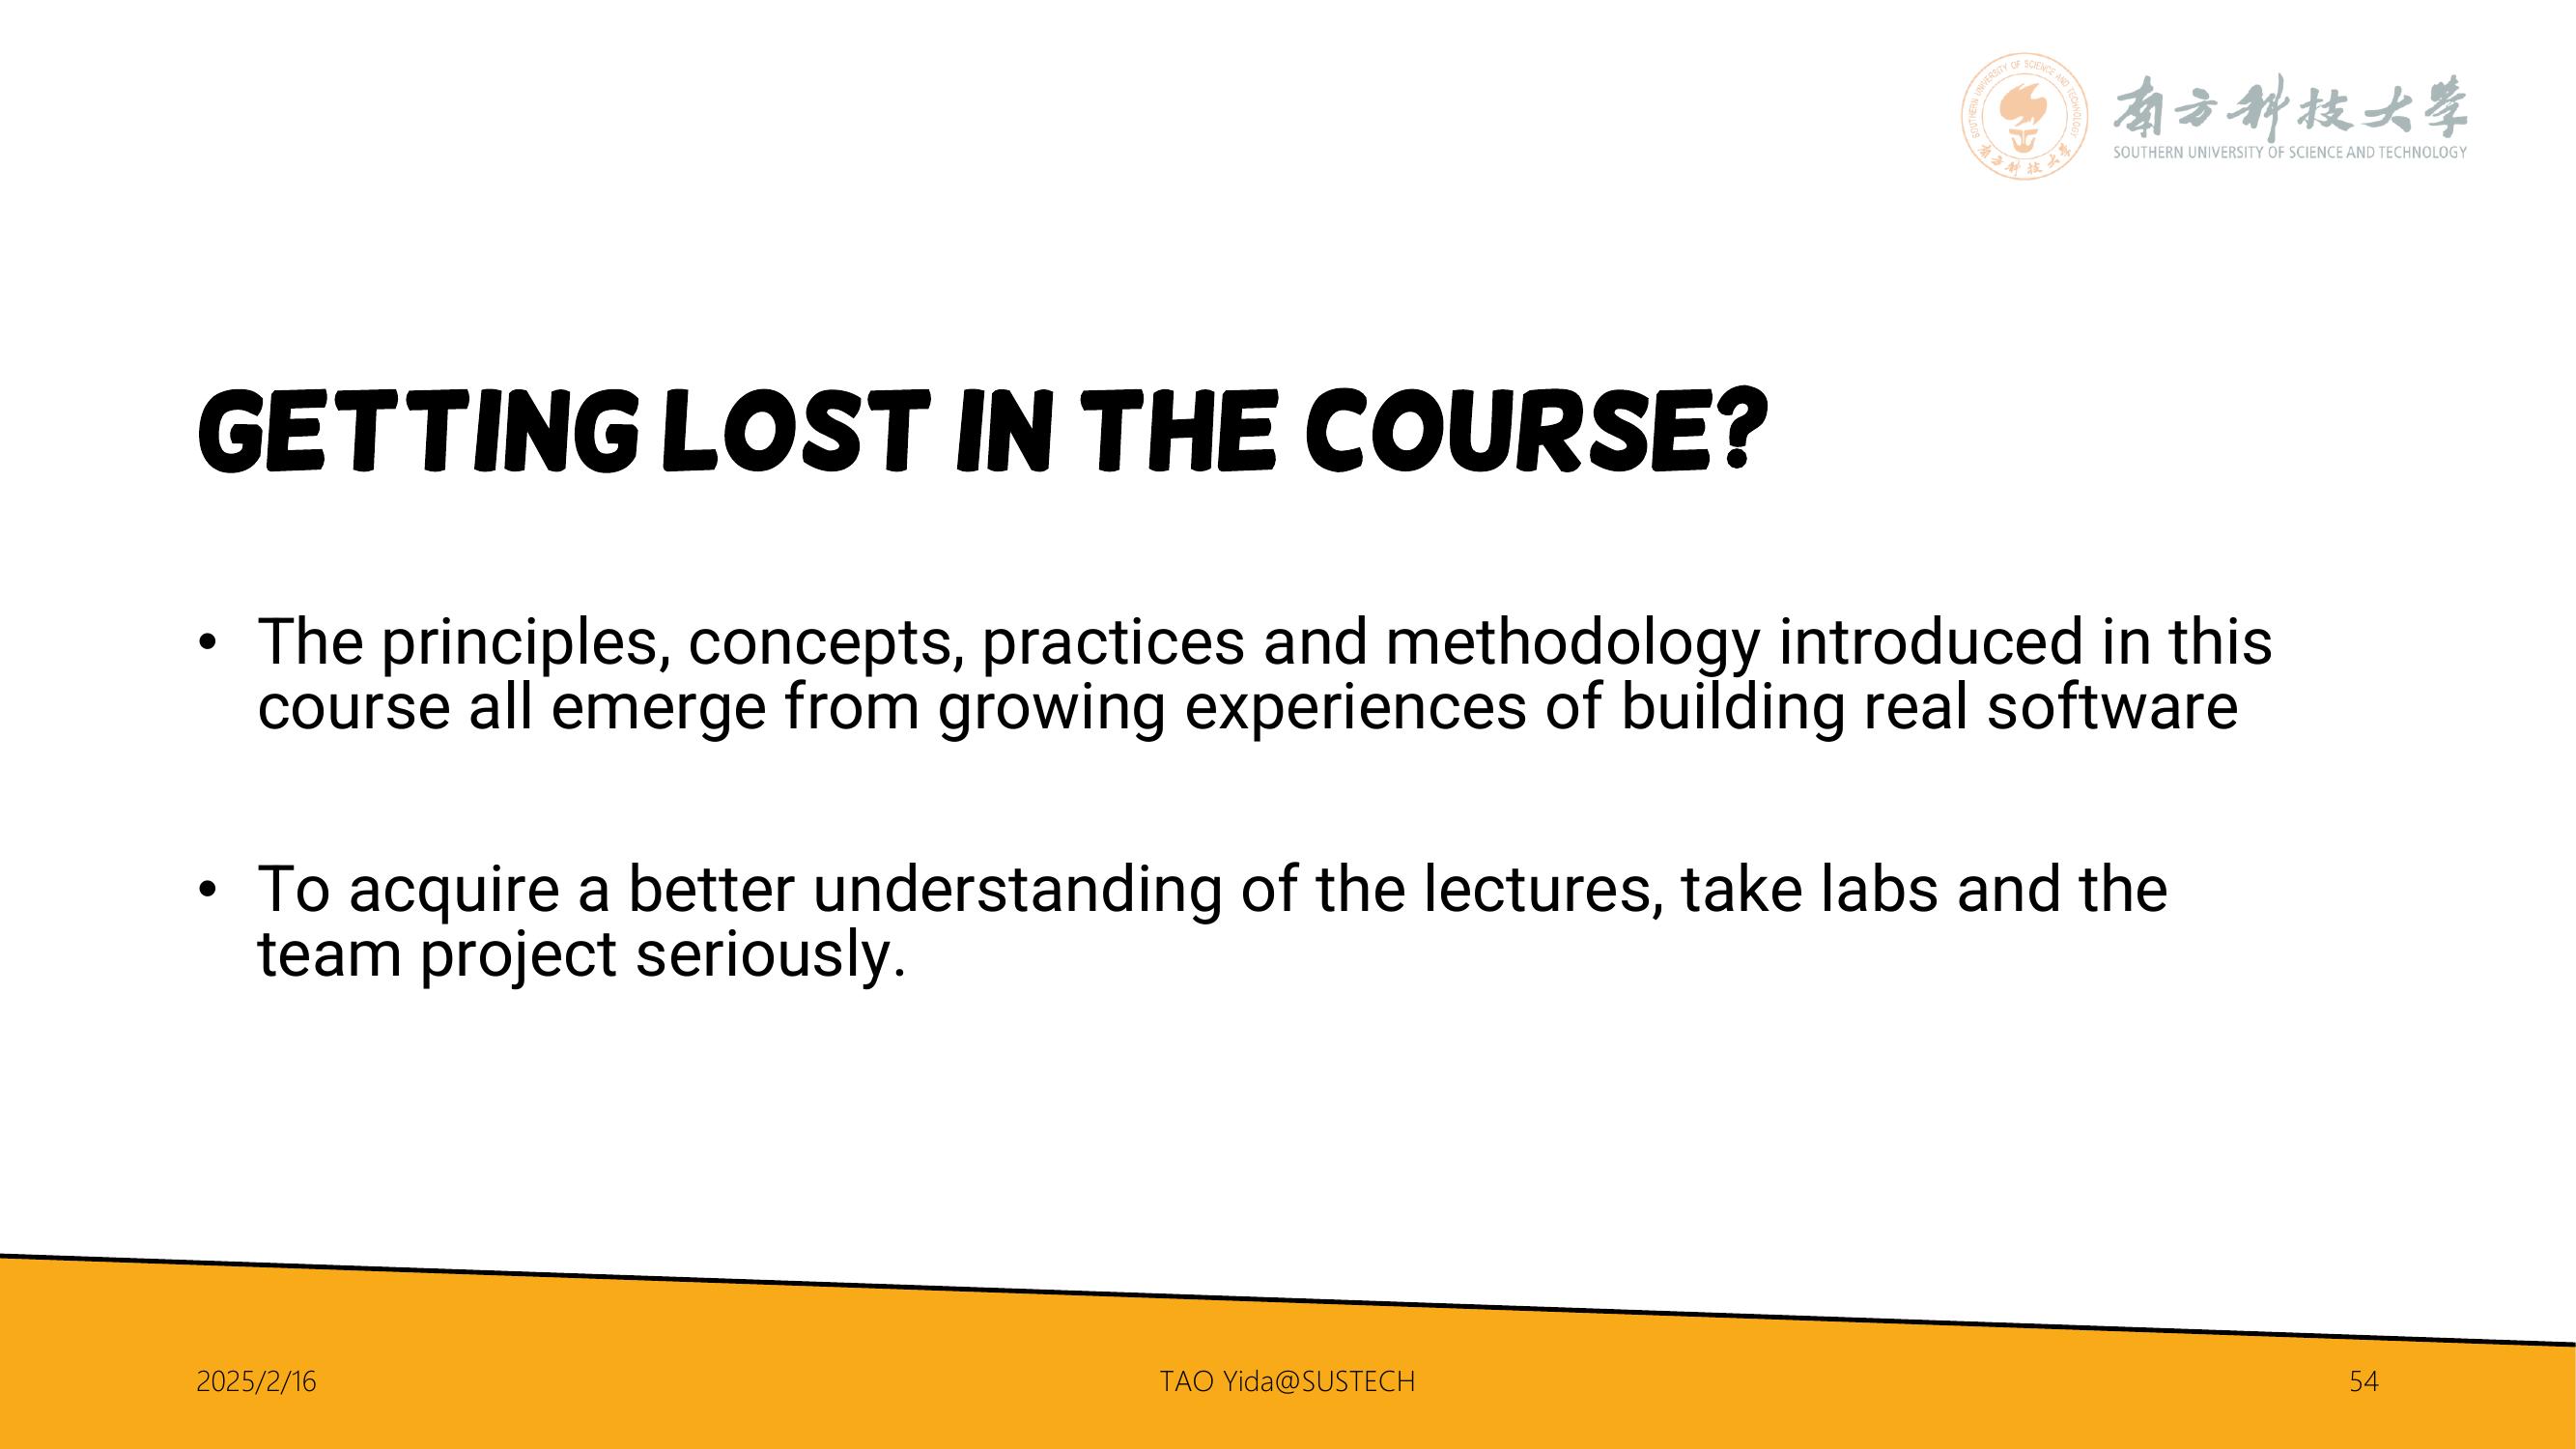 SOUTHERN UNIVERSITY OF SCIENCE AND TECHNOLOGY
南方科技大學
南方科技大學
SOUTHERN UNIVERSITY OF SCIENCE AND TECHNOLOGY
GETTING LOST IN THE COURSE?
• The principles, concepts, practices and methodology introduced in this
course all emerge from growing experiences of building real software
• To acquire a better understanding of the lectures, take labs and the
team project seriously.
2025/2/16
TAO Yida@SUSTECH
54